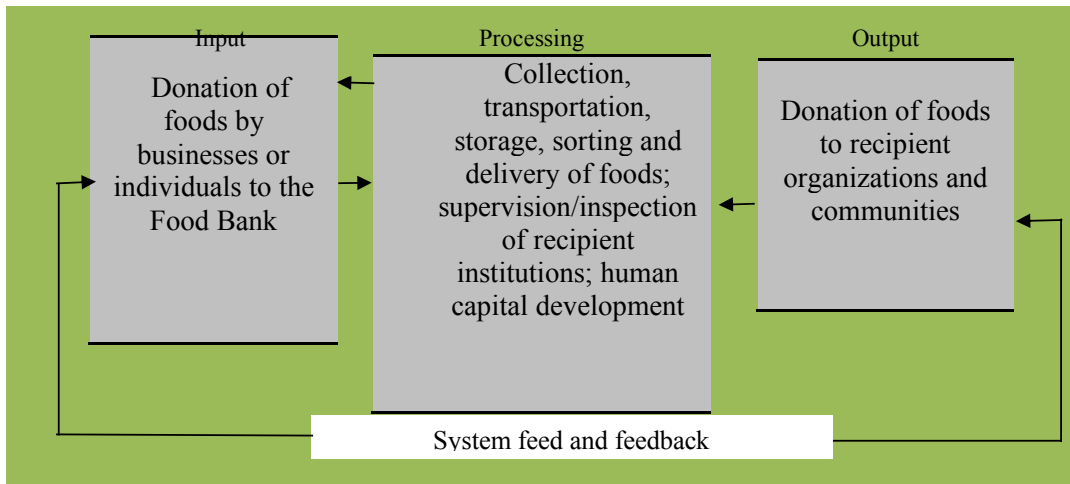 Input
Donation of
foods by
businesses or
individuals to the
Food Bank
Processing
Collection,
transportation,
storage, sorting and
delivery of foods;
supervision/inspection
of recipient
institutions; human
capital development
Output
Donation of foods
to recipient
organizations and
communities
System feed and feedback